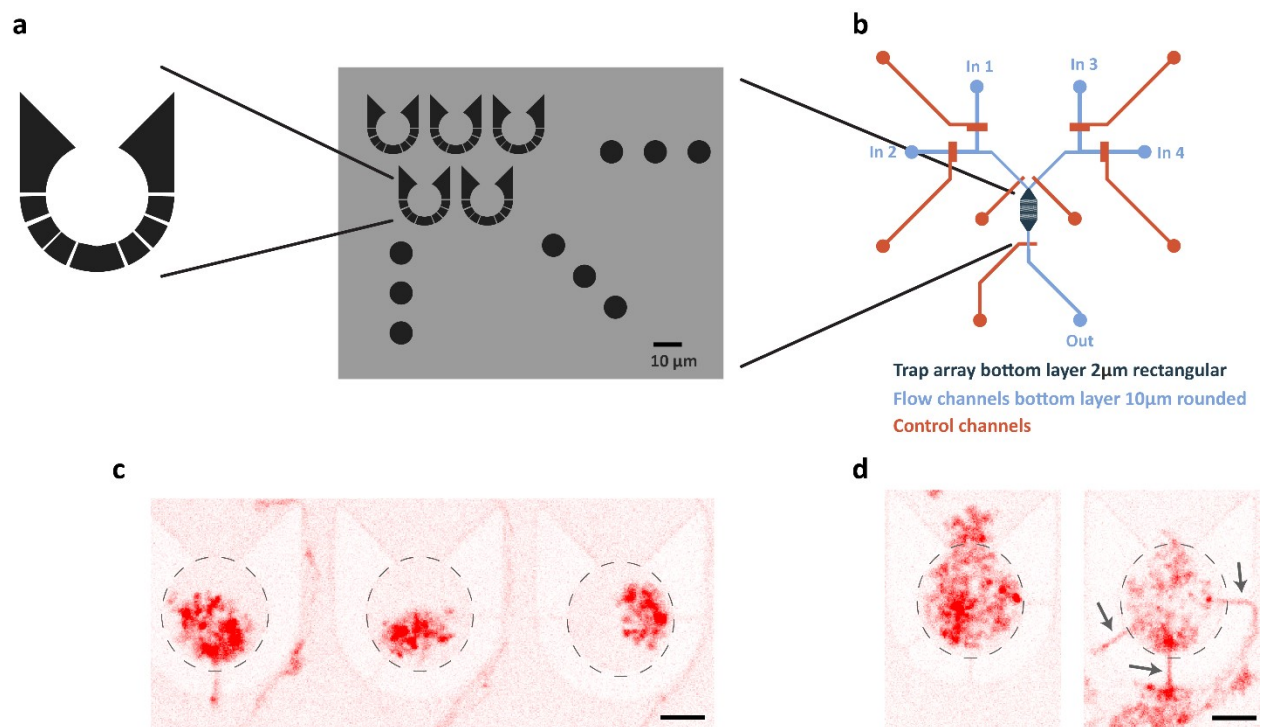 a
b
In 1
In 3
In 2
In 4
10 µm
Out
Trap array bottom layer 2µm rectangular
Flow channels bottom layer 10µm rounded
Control channels
c
d